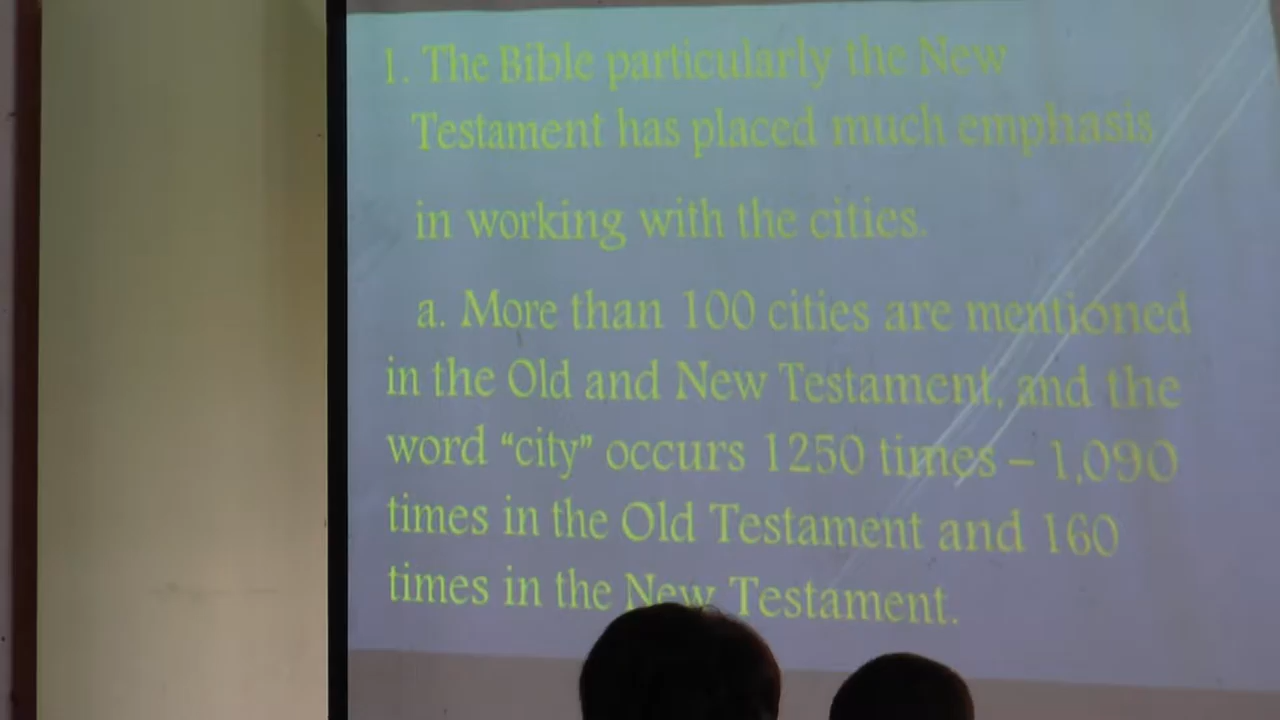 1. The Bible particularly the New
Testament has placed much emphasis
in working with the cities.
a. More than 100 cities are mentioned
in the Old and New Testament, and the
word “city” occurs 1250 times – 1,090
times in the Old Testament and 160
times in the New Testament.